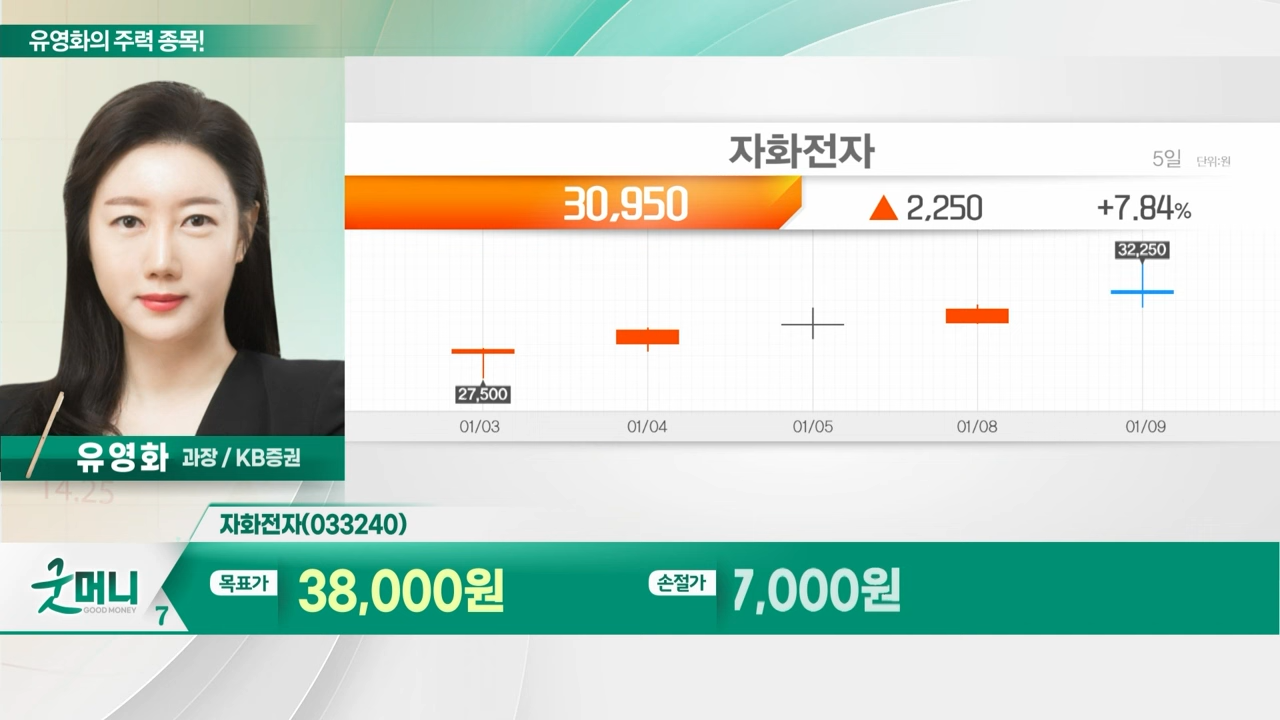 유영화의 주력 종목!
자화전자
5일 단위:원
30,950 ▲ 2,250 +7.84%
32,250
27,500
01/03 01/04 01/05 01/08 01/09
유영화 과장 / KB증권
14.25
자화전자(033240)
굿머니
GOOD MONEY
7
목표가 38,000원 손절가 7,000원